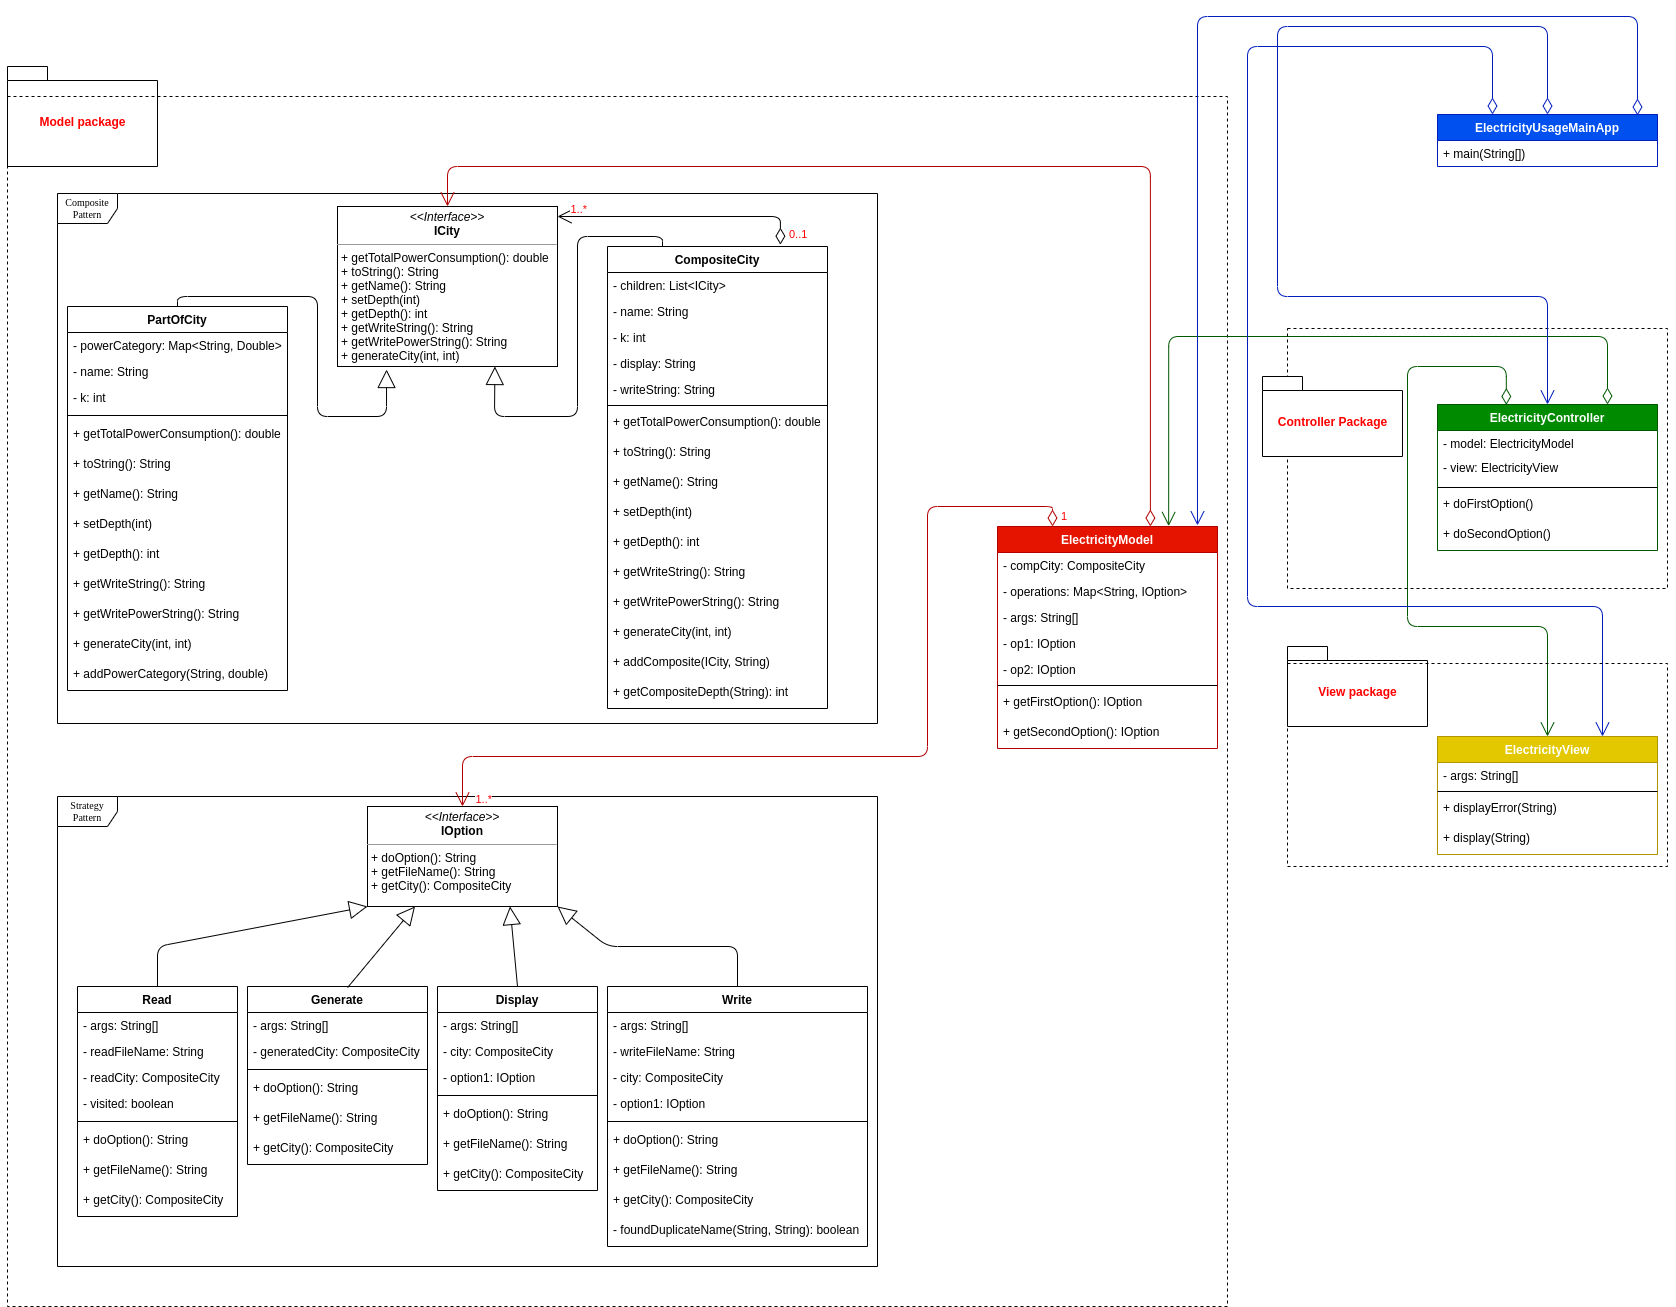 Model package
Composite
Pattern
<<Interface>>
ICity
+ getTotalPowerConsumption(): double
+ toString(): String
+ getName(): String
+ setDepth(int)
+ getDepth(): int
+ getWriteString(): String
+ getWritePowerString(): String
+ generateCity(int, int)
1..*
0..1
PartOfCity
- powerCategory: Map<String, Double>
- name: String
- k: int
+ getTotalPowerConsumption(): double
+ toString(): String
+ getName(): String
+ setDepth(int)
+ getDepth(): int
+ getWriteString(): String
+ getWritePowerString(): String
+ generateCity(int, int)
+ addPowerCategory(String, double)
CompositeCity
- children: List<ICity>
- name: String
- k: int
- display: String
- writeString: String
+ getTotalPowerConsumption(): double
+ toString(): String
+ getName(): String
+ setDepth(int)
+ getDepth(): int
+ getWriteString(): String
+ getWritePowerString(): String
+ generateCity(int, int)
+ addComposite(ICity, String)
+ getCompositeDepth(String): int
1
ElectricityModel
- compCity: CompositeCity
- operations: Map<String, IOption>
- args: String[]
- op1: IOption
- op2: IOption
+ getFirstOption(): IOption
+ getSecondOption(): IOption
Strategy
Pattern
1..*
<<Interface>>
IOption
+ doOption(): String
+ getFileName(): String
+ getCity(): CompositeCity
Read
- args: String[]
- readFileName: String
- readCity: CompositeCity
- visited: boolean
+ doOption(): String
+ getFileName(): String
+ getCity(): CompositeCity
Generate
- args: String[]
- generatedCity: CompositeCity
+ doOption(): String
+ getFileName(): String
+ getCity(): CompositeCity
Display
- args: String[]
- city: CompositeCity
- option1: IOption
+ doOption(): String
+ getFileName(): String
+ getCity(): CompositeCity
Write
- args: String[]
- writeFileName: String
- city: CompositeCity
- option1: IOption
+ doOption(): String
+ getFileName(): String
+ getCity(): CompositeCity
- foundDuplicateName(String, String): boolean
ElectricityUsageMainApp
+ main(String[])
Controller Package
ElectricityController
- model: ElectricityModel
- view: ElectricityView
+ doFirstOption()
+ doSecondOption()
View package
ElectricityView
- args: String[]
+ displayError(String)
+ display(String)